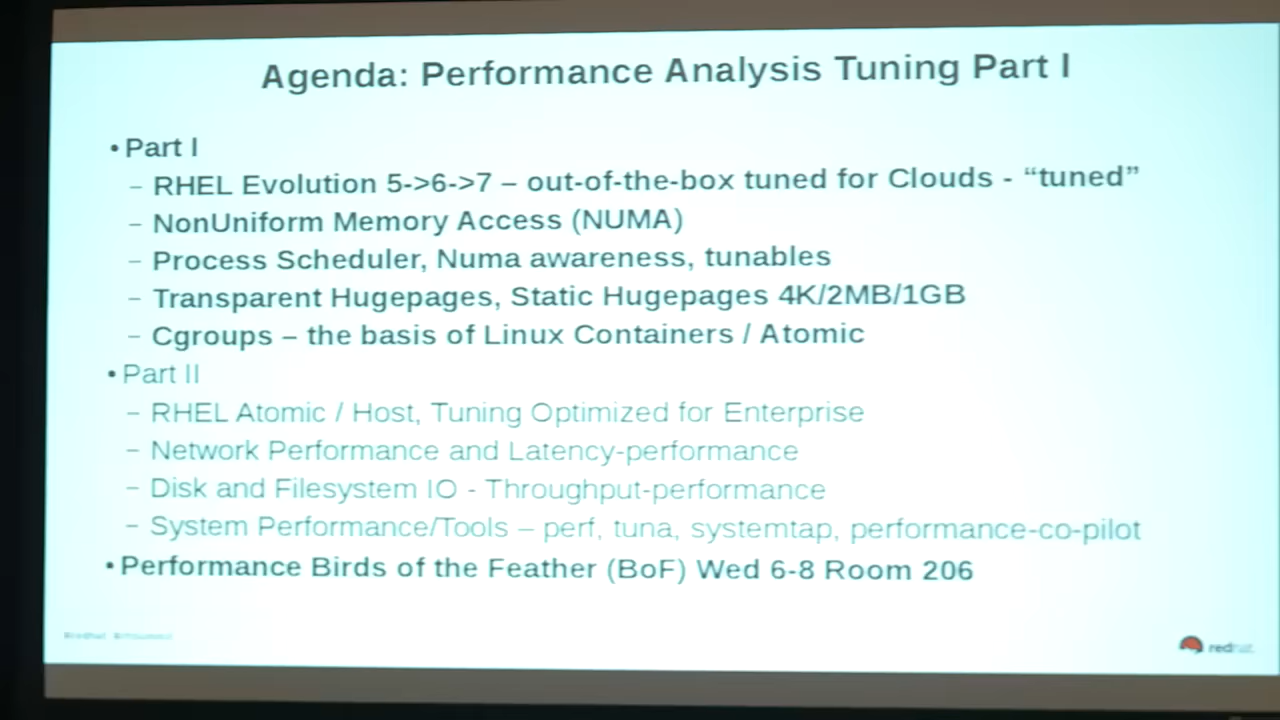 Agenda: Performance Analysis Tuning Part I
• Part I
– RHEL Evolution 5->6->7 – out-of-the-box tuned for Clouds - “tuned”
– NonUniform Memory Access (NUMA)
– Process Scheduler, Numa awareness, tunables
– Transparent Hugepages, Static Hugepages 4K/2MB/1GB
– Cgroups – the basis of Linux Containers / Atomic
• Part II
– RHEL Atomic / Host, Tuning Optimized for Enterprise
– Network Performance and Latency-performance
– Disk and Filesystem IO - Throughput-performance
– System Performance/Tools – perf, tuna, systemtap, performance-co-pilot
• Performance Birds of the Feather (BoF) Wed 6-8 Room 206
redhat.